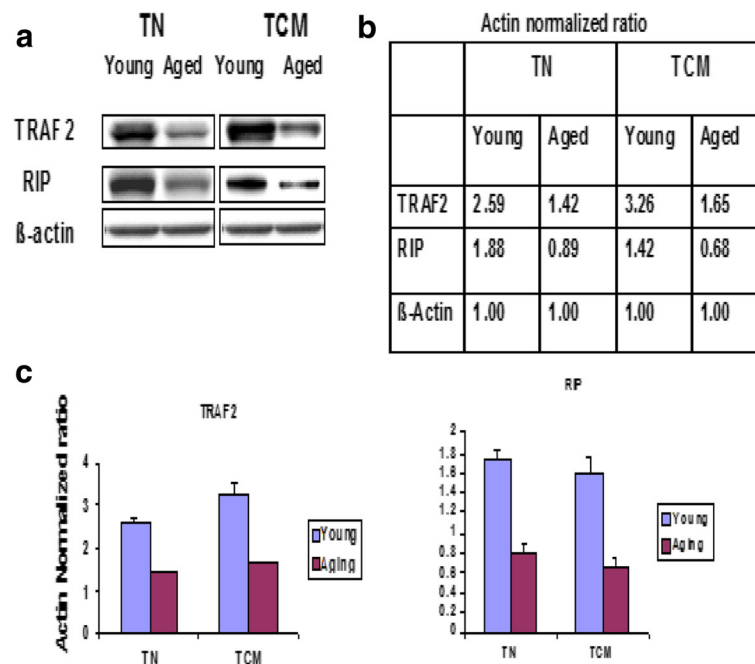 a
TN TCM
Young Aged Young Aged
TRAF 2
RIP
ß-actin
b
Actin normalized ratio
TN TCM
Young Aged Young Aged
TRAF2 2.59 1.42 3.26 1.65
RIP 1.88 0.89 1.42 0.68
ß-Actin 1.00 1.00 1.00 1.00
c
TRAF2
Actin Normalized ratio
4
3
2
1
0
TN TCM
Young
Aging
RIP
2
1.8
1.6
1.4
1.2
1
0.8
0.6
0.4
0.2
0
TN TCM
Young
Aging